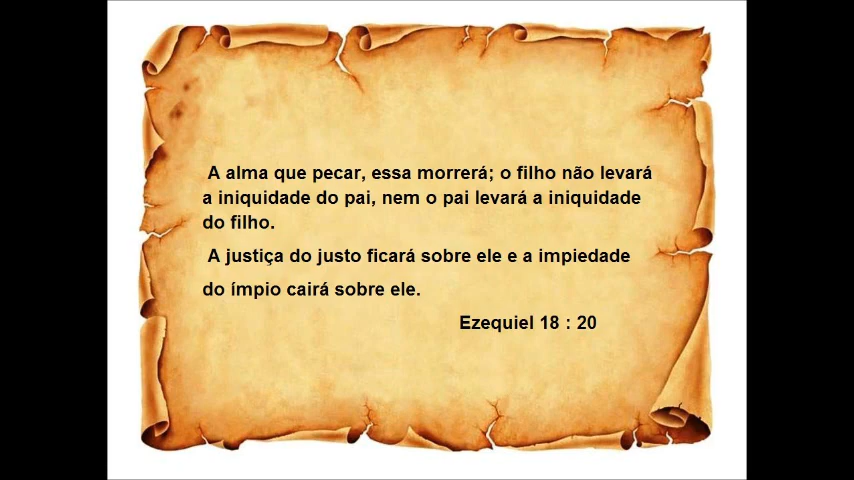 A alma que pecar, essa morrerá; o filho não levará
a iniquidade do pai, nem o pai levará a iniquidade
do filho.
A justiça do justo ficará sobre ele e a impiedade
do ímpio cairá sobre ele.
Ezequiel 18 : 20